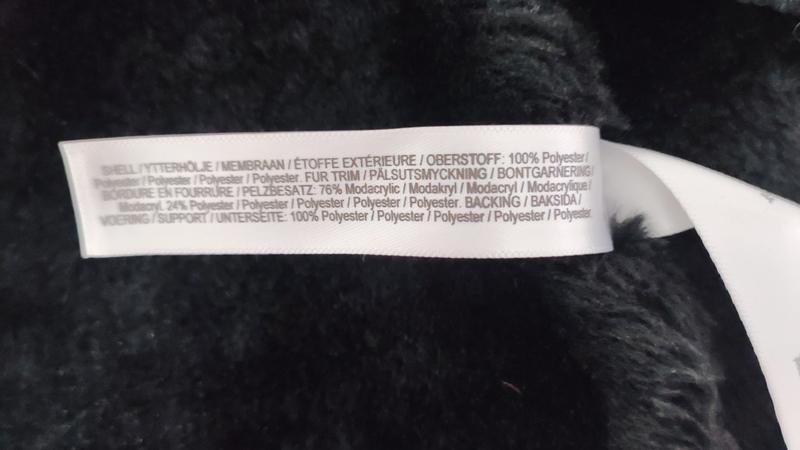 SHELL / YTTERHÖLJE / MEMBRAAN / ÉTOFFE EXTÉRIEURE / OBERSTOFF: 100% Polyester /
Polyester / Polyester / Polyester / Polyester. FUR TRIM / PÄLSUTSMYCKNING / BONTGARNERING /
BORDURE EN FOURRURE / PELZBESATZ: 76% Modacrylic / Modakryl / Modacryl / Modacrylique /
Modacryl. 24% Polyester / Polyester / Polyester / Polyester / Polyester. BACKING / BAKSIDA /
VOERING / SUPPORT / UNTERSEITE: 100% Polyester / Polyester / Polyester / Polyester / Polyester.